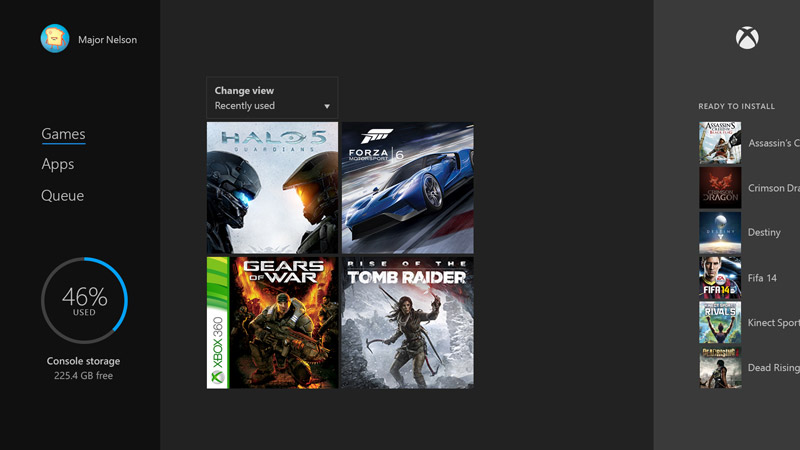 Major Nelson
Games
Apps
Queue
46%
USED
Console storage
225.4 GB free
Change view
Recently used
HALO 5
GUARDIANS
FORZA
MOTORSPORT 6
XBOX 360
GEARS
OF WAR
RISE OF THE
TOMB RAIDER
READY TO INSTALL
ASSASSIN'S
CREED IV
BLACK FLAG
Assassin's C
CRIMSON
DRAGON
Crimson Dra
DESTINY
Destiny
FIFA 14
Fifa 14
KINECT SPORTS
RIVALS
Kinect Sport
DEADRISING 3
Dead Rising